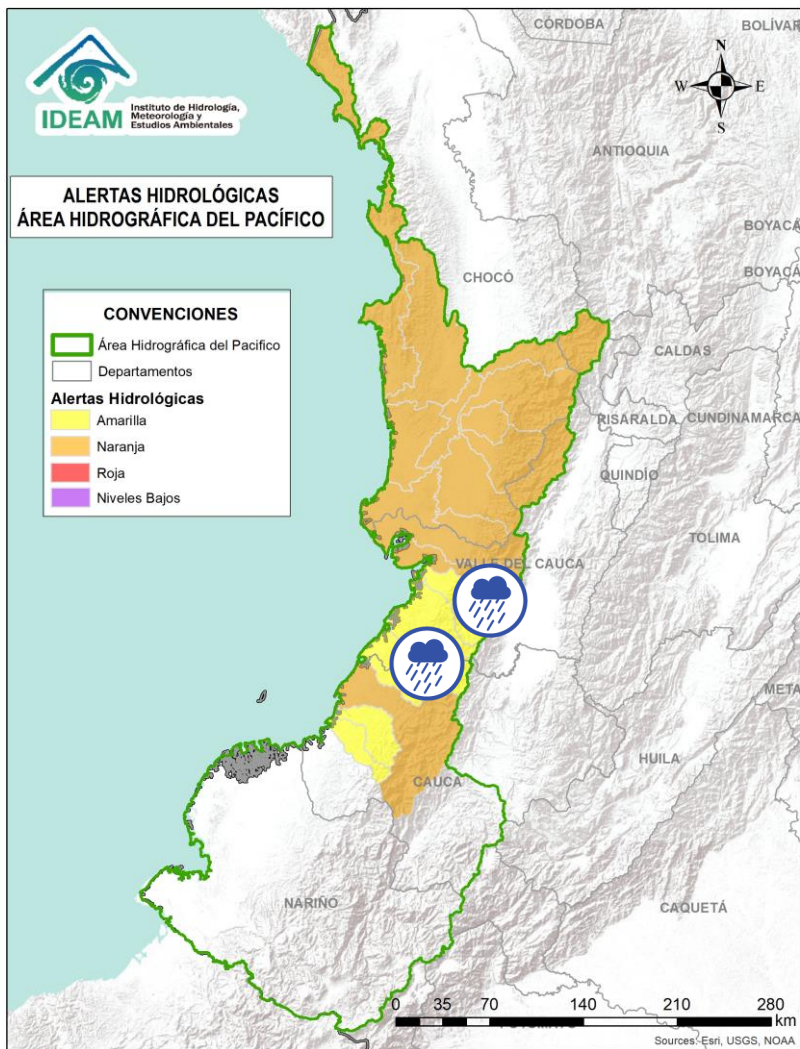 CÓRDOBA
BOLÍVAR
IDEAM
Instituto de Hidrología,
Meteorología y
Estudios Ambientales
N
W
E
S
ANTIOQUIA
ALERTAS HIDROLÓGICAS
ÁREA HIDROGRÁFICA DEL PACÍFICO
BOYACÁ
CHOCÓ
BOYACÁ
CONVENCIONES
Área Hidrográfica del Pacifico
Departamentos
Alertas Hidrológicas
Amarilla
Naranja
Roja
Niveles Bajos
CALDAS
RISARALDA
CUNDINAMARCA
QUINDÍO
TOLIMA
VALLE DEL CAUCA
META
HUILA
CAUCA
NARIÑO
CAQUETÁ
0 35 70 140 210 280
km
Sources: Esri, USGS, NOAA